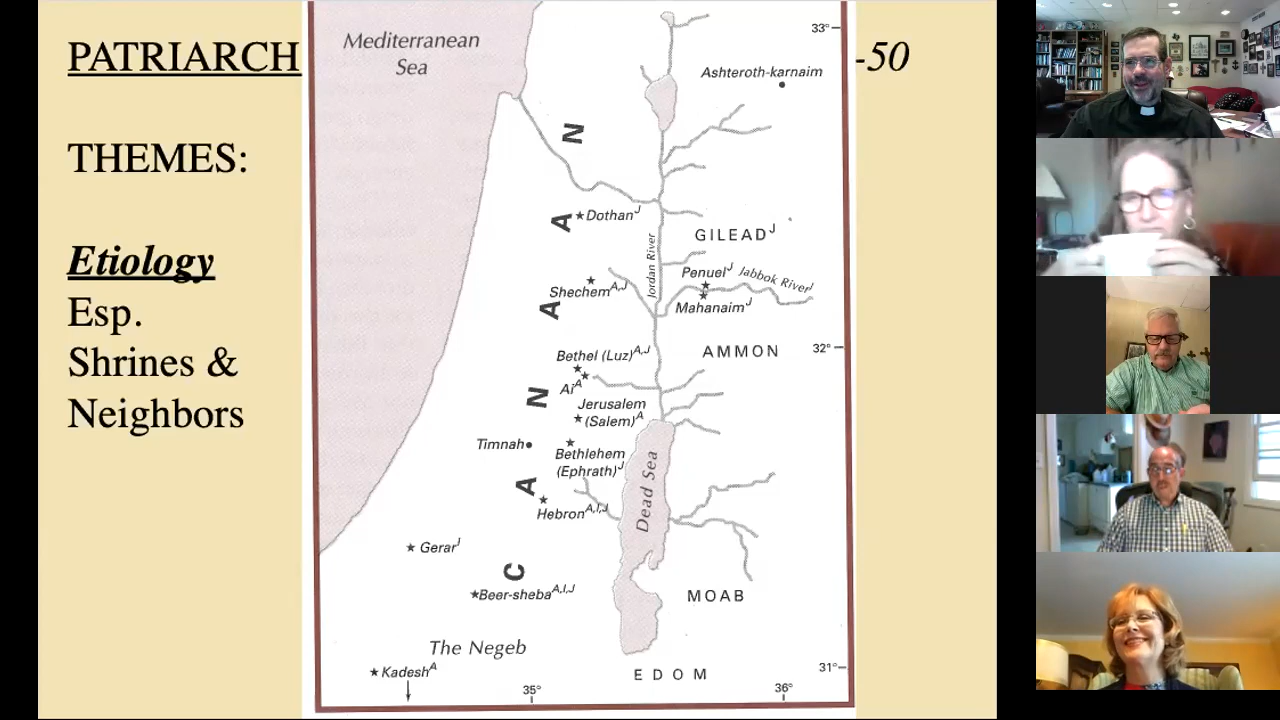 PATRIARCH
-50
THEMES:
Etiology
Esp.
Shrines &
Neighbors
Mediterranean
Sea
33°
Ashteroth-karnaim
N
A
Dothan J
GILEAD J
Jordan River
Penuel J
Jabbok River J
Shechem A,J
Mahanaim J
A
Bethel (Luz) A,J
AMMON
32°
Ai A
N
Jerusalem
(Salem) A
Timnah
Bethlehem
(Ephrath) J
Dead Sea
A
Hebron A,I,J
Gerar I
C
Beer-sheba A,I,J
MOAB
The Negeb
Kadesh A
EDOM
31°
35°
36°